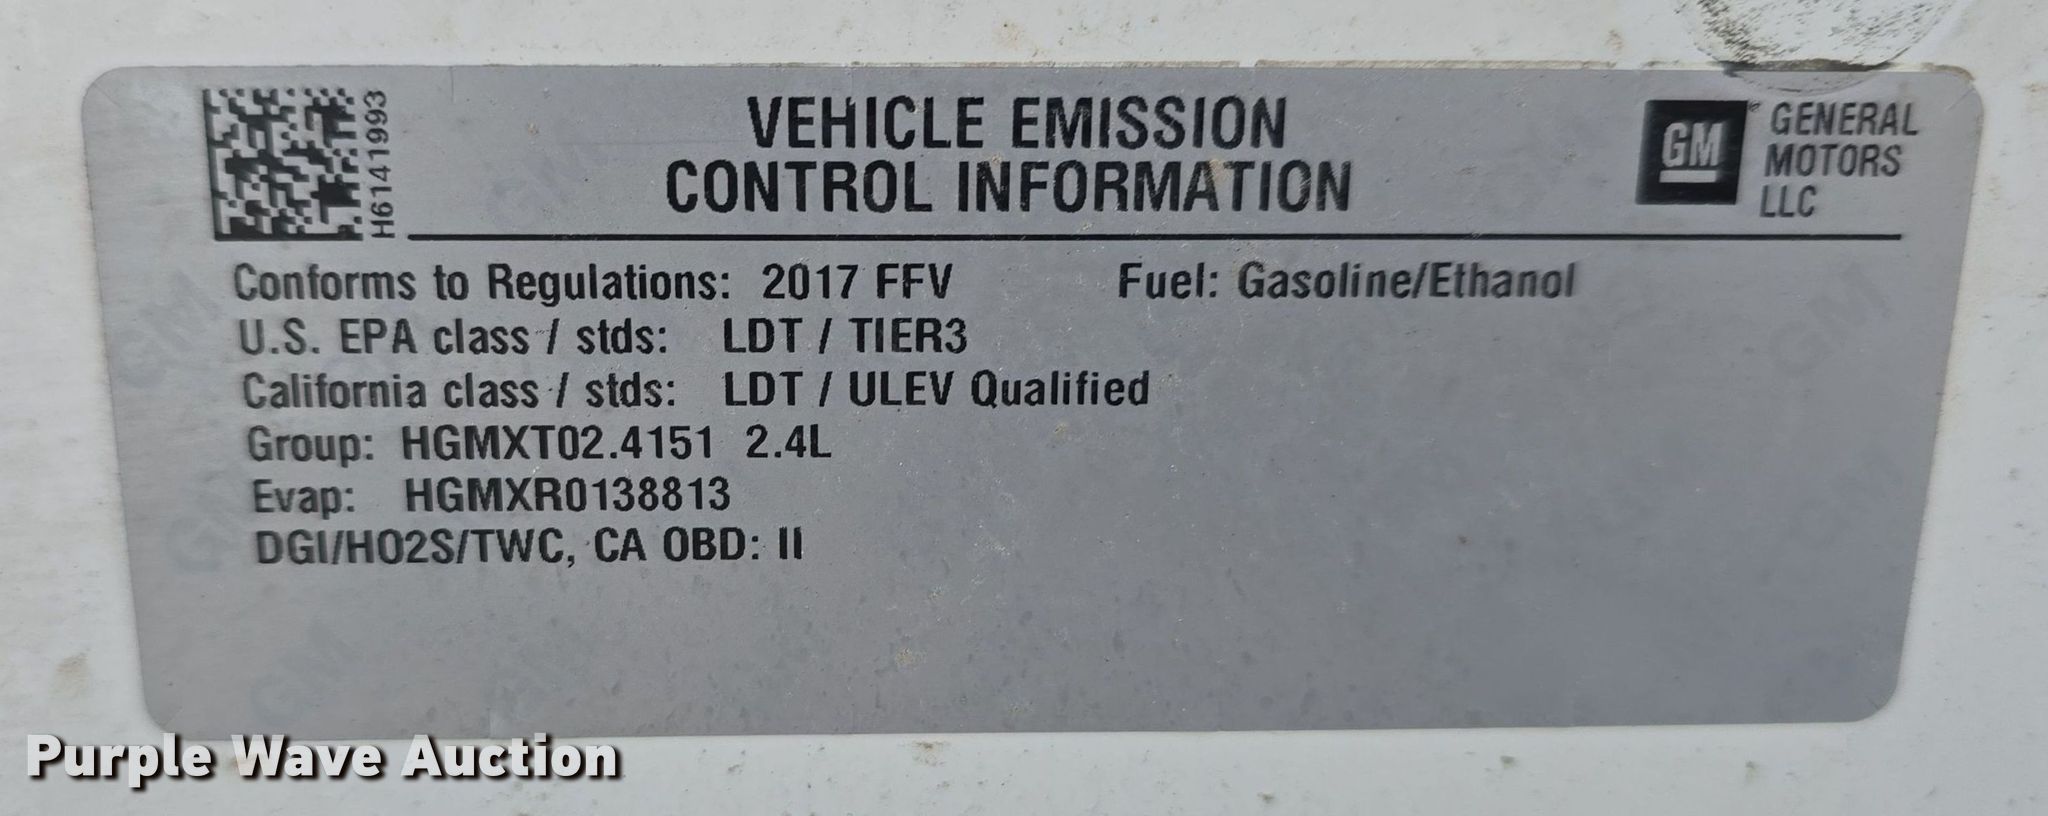 H6141993
VEHICLE EMISSION
CONTROL INFORMATION
GM
GENERAL
MOTORS
LLC
Conforms to Regulations: 2017 FFV Fuel: Gasoline/Ethanol
U.S. EPA class / stds: LDT / TIER3
California class / stds: LDT / ULEV Qualified
Group: HGMXT02.4151 2.4L
Evap: HGMXR0138813
DGI/HO2S/TWC, CA OBD: II
Purple Wave Auction